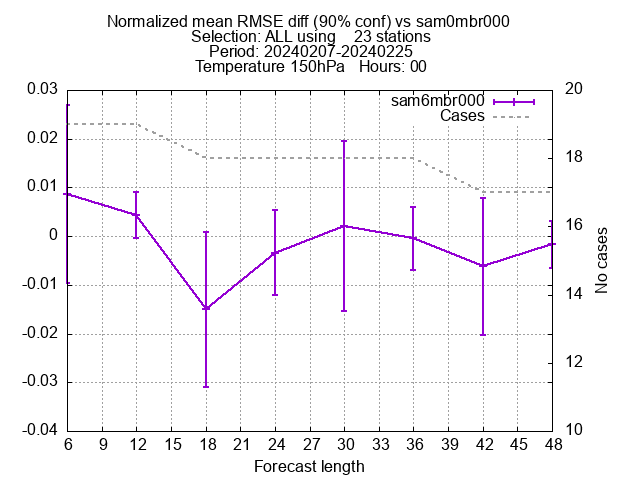 Normalized mean RMSE diff (90% conf) vs sam0mbr000
Selection: ALL using    23 stations
Period: 20240207-20240225
Temperature 150hPa   Hours: 00
sam6mbr000
Cases
0.03
0.02
0.01
0
-0.01
-0.02
-0.03
-0.04
20
18
16
14
12
10
No cases
6 9 12 15 18 21 24 27 30 33 36 39 42 45 48
Forecast length